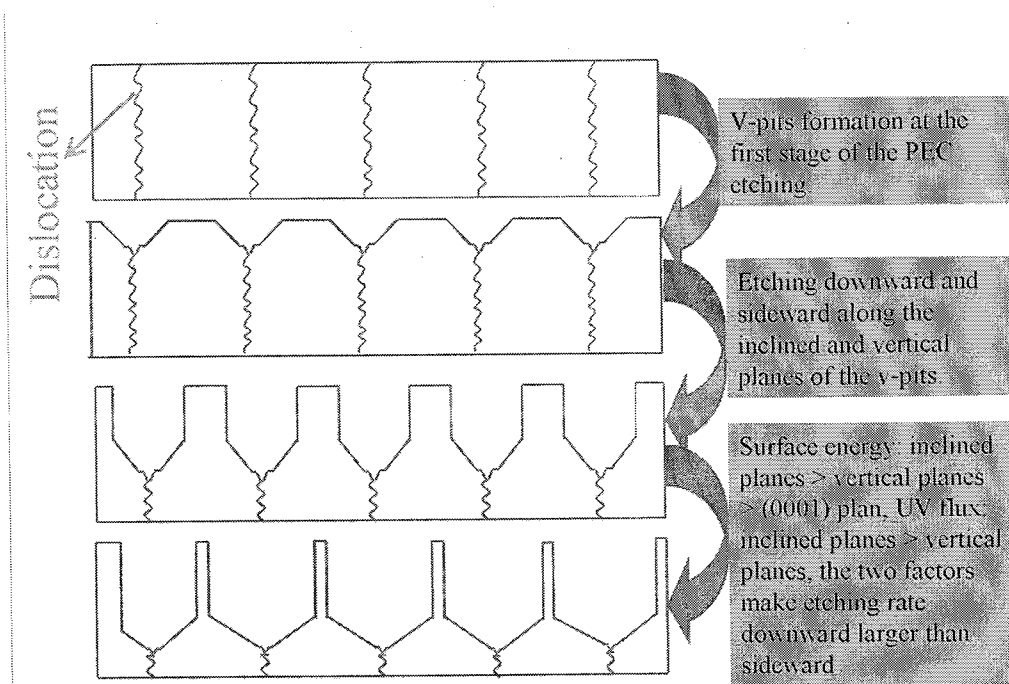 Dislocation
V-pits formation at the
first stage of the PEC
etching
Etching downward and
sideward along the
inclined and vertical
planes of the v-pits.
Surface energy: inclined
planes > vertical planes
> (0001) plan, UV flux:
inclined planes > vertical
planes, the two factors
make etching rate
downward larger than
sideward